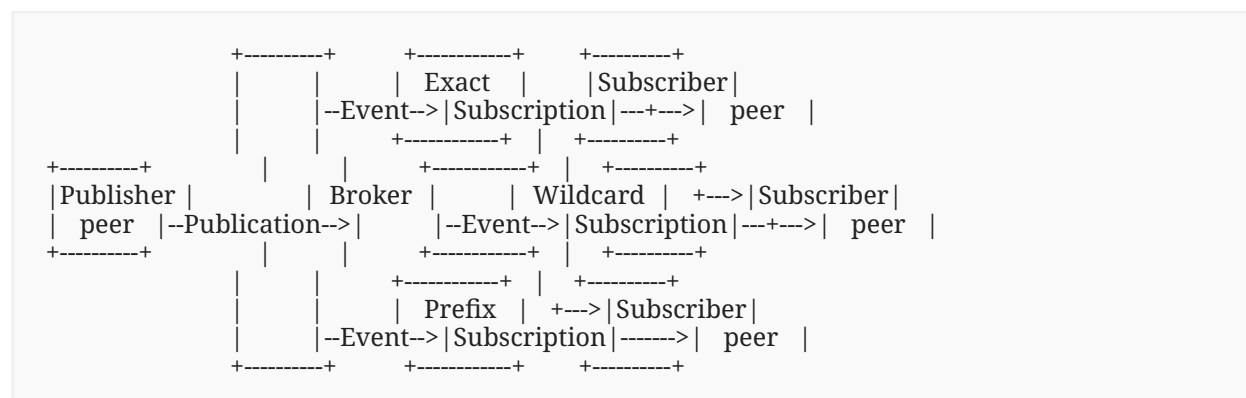 +----------+ +------------+ +----------+
| | | Exact | |Subscriber|
| |--Event-->|Subscription|---+--->| peer |
| | +------------+ | +----------+
+----------+ | | +------------+ | +----------+
|Publisher | | Broker | | Wildcard | +--->|Subscriber|
| peer |--Publication-->| |--Event-->|Subscription|---+--->| peer |
+----------+ | | +------------+ | +----------+
| | +------------+ | +----------+
| | | Prefix | +--->|Subscriber|
| |--Event-->|Subscription|------->| peer |
+----------+ +------------+ +----------+